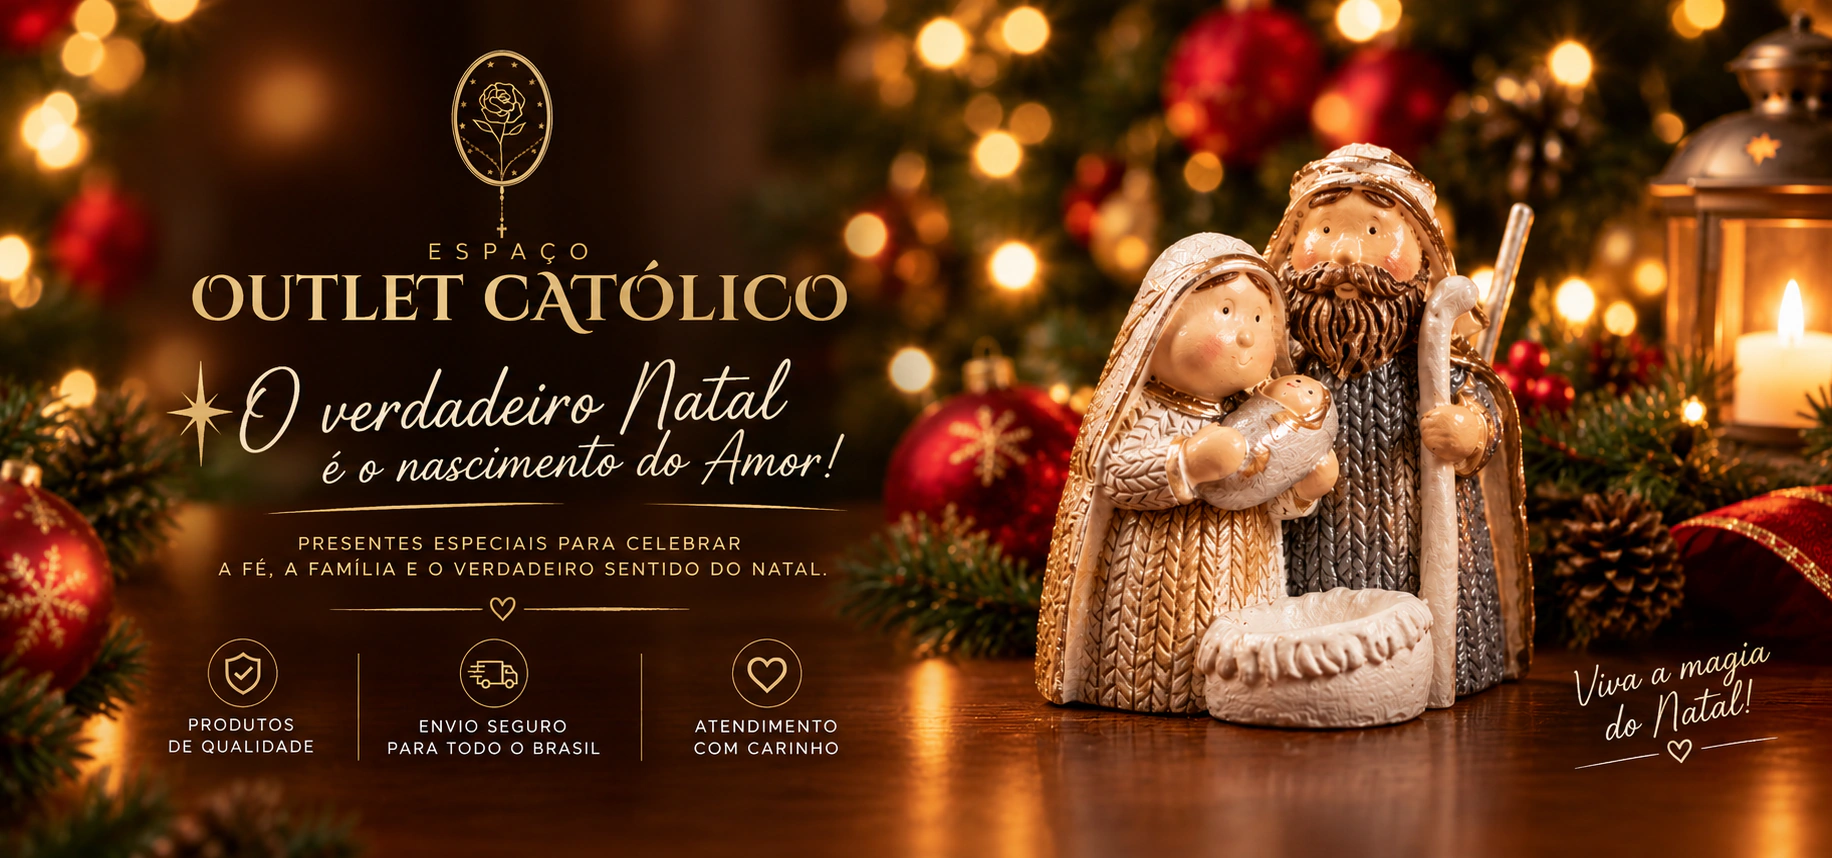 ESPAÇO
OUTLET CATÓLICO
O verdadeiro Natal
é o nascimento do Amor!
PRESENTES ESPECIAIS PARA CELEBRAR
A FÉ, A FAMÍLIA E O VERDADEIRO SENTIDO DO NATAL.
PRODUTOS
DE QUALIDADE
ENVIO SEGURO
PARA TODO O BRASIL
ATENDIMENTO
COM CARINHO
Viva a magia
do Natal!